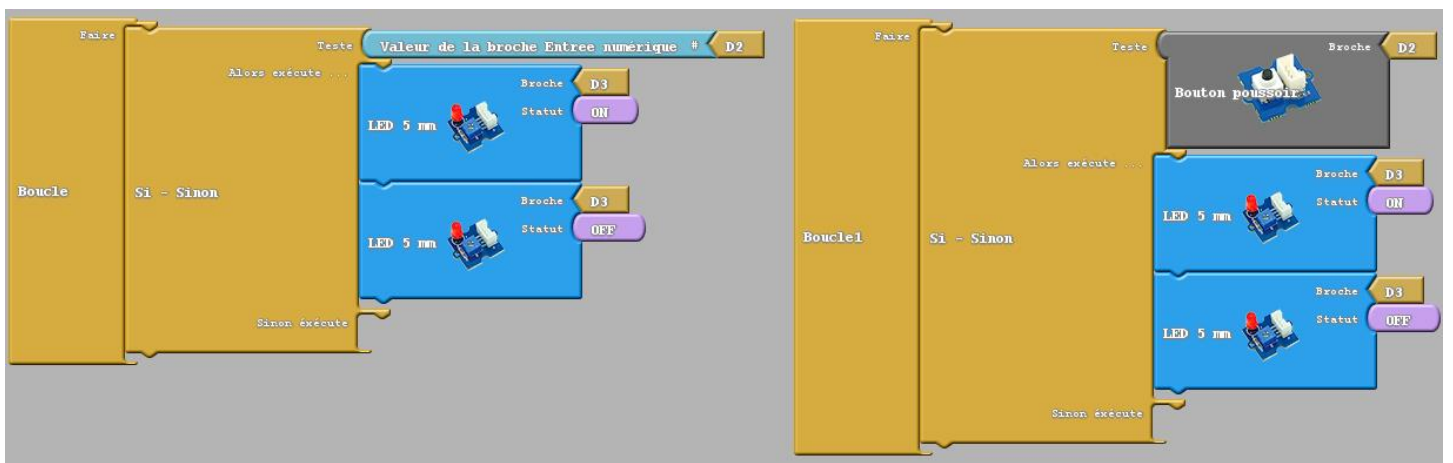 Faire
Teste
Valeur de la broche Entree numérique #
D2
Alors exécute ...
Broche
D3
LED 5 mm
Statut
ON
Boucle
Si - Sinon
Broche
D3
LED 5 mm
Statut
OFF
Sinon éxécute
Faire
Teste
Broche
D2
Bouton poussoir
Alors exécute ...
Broche
D3
LED 5 mm
Statut
ON
Boucle1
Si - Sinon
Broche
D3
LED 5 mm
Statut
OFF
Sinon éxécute